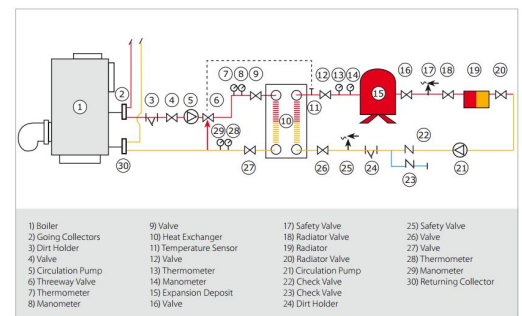 7 8 9 12 13 14 16 17 18 19 20
2 3 4 5 6 11 15
1 10
29 28 22
30 27 26 25 24 23 21
1) Boiler
2) Going Collectors
3) Dirt Holder
4) Valve
5) Circulation Pump
6) Threeway Valve
7) Thermometer
8) Manometer
9) Valve
10) Heat Exchanger
11) Temperature Sensor
12) Valve
13) Thermometer
14) Manometer
15) Expansion Deposit
16) Valve
17) Safety Valve
18) Radiator Valve
19) Radiator
20) Radiator Valve
21) Circulation Pump
22) Check Valve
23) Check Valve
24) Dirt Holder
25) Safety Valve
26) Valve
27) Valve
28) Thermometer
29) Manometer
30) Returning Collector